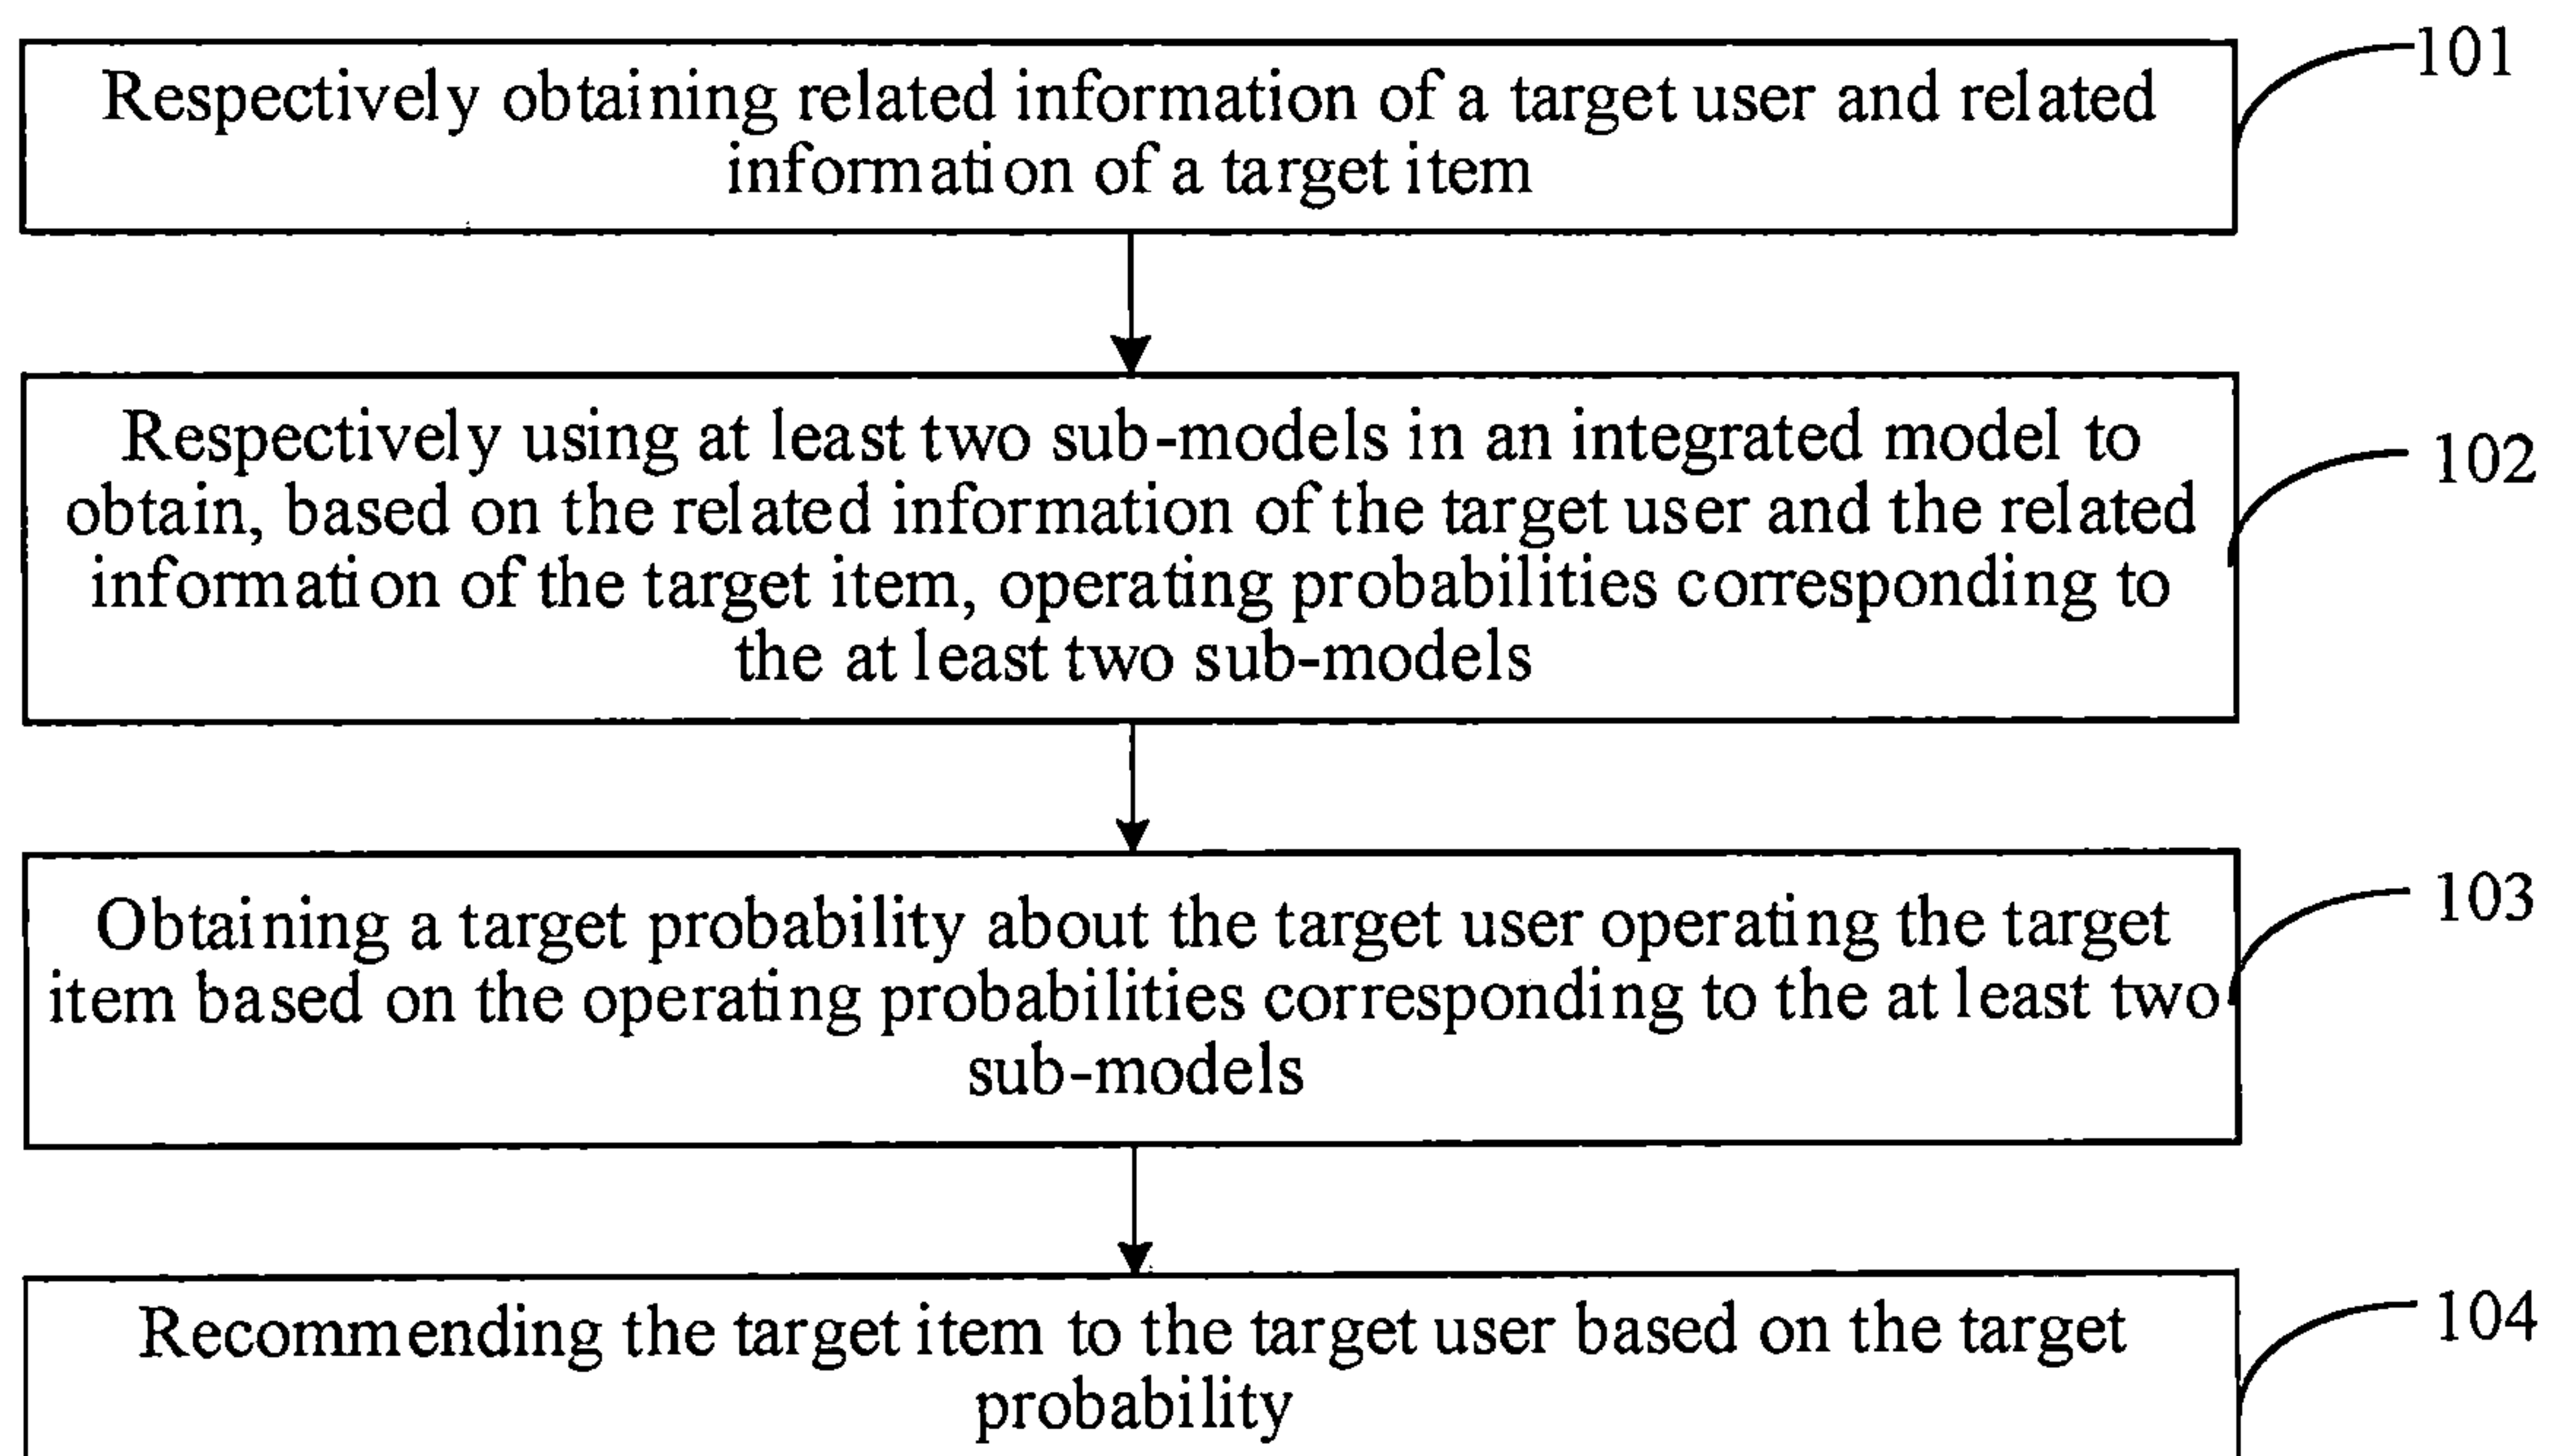 101
Respectively obtaining related information of a target user and related
information of a target item
Respectively using at least two sub-models in an integrated model to
102
obtain, based on the related information of the target user and the related
information of the target item, operating probabilities corresponding to
the at least two sub-models
103
Obtaining a target probability about the target user operating the target
item based on the operating probabilities corresponding to the at least two
sub-models
104
Recommending the target item to the target user based on the target
probability